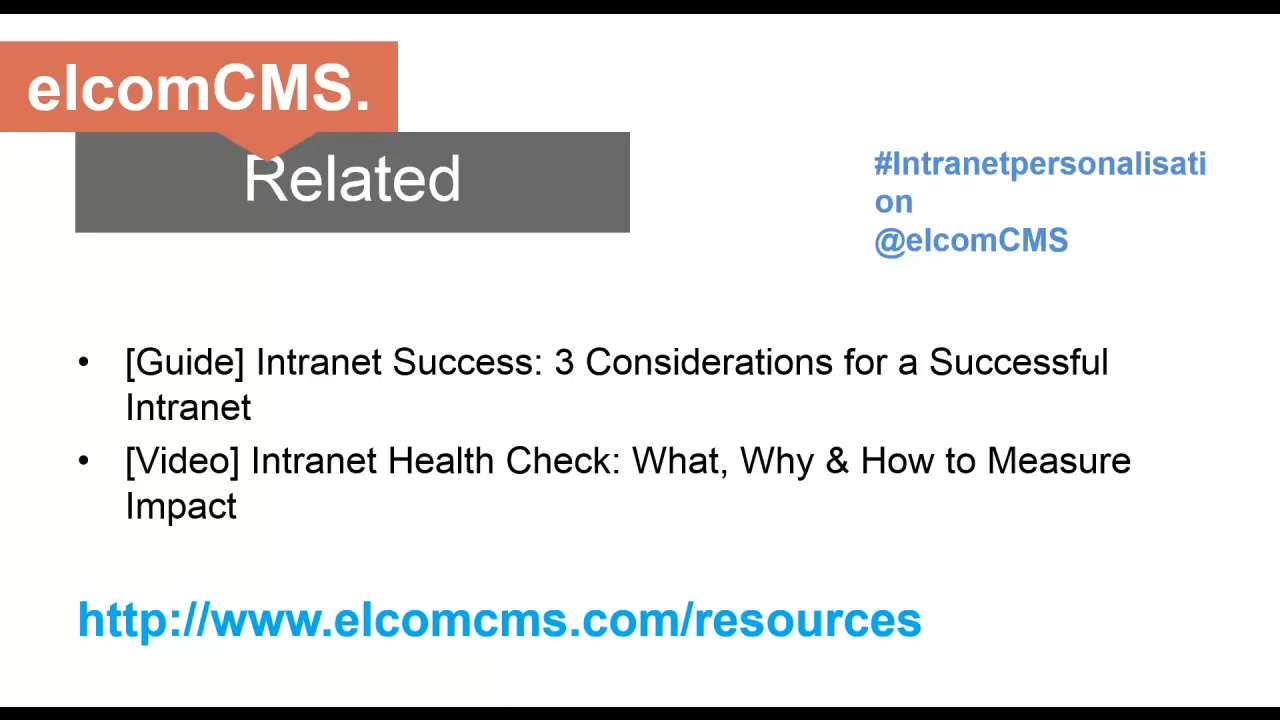 elcomCMS.
Related
#Intranetpersonalisati
on
@elcomCMS
• [Guide] Intranet Success: 3 Considerations for a Successful
Intranet
• [Video] Intranet Health Check: What, Why & How to Measure
Impact
http://www.elcomcms.com/resources